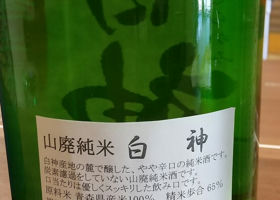 山廃純米 白神
白神産地の麓で醸した、やや辛口の純米酒です。
炭素濾過をしていない山廃純米酒です。
口当たりは優しくスッキリした飲み口です。
原料米 青森県産米100% 精米歩合 65%